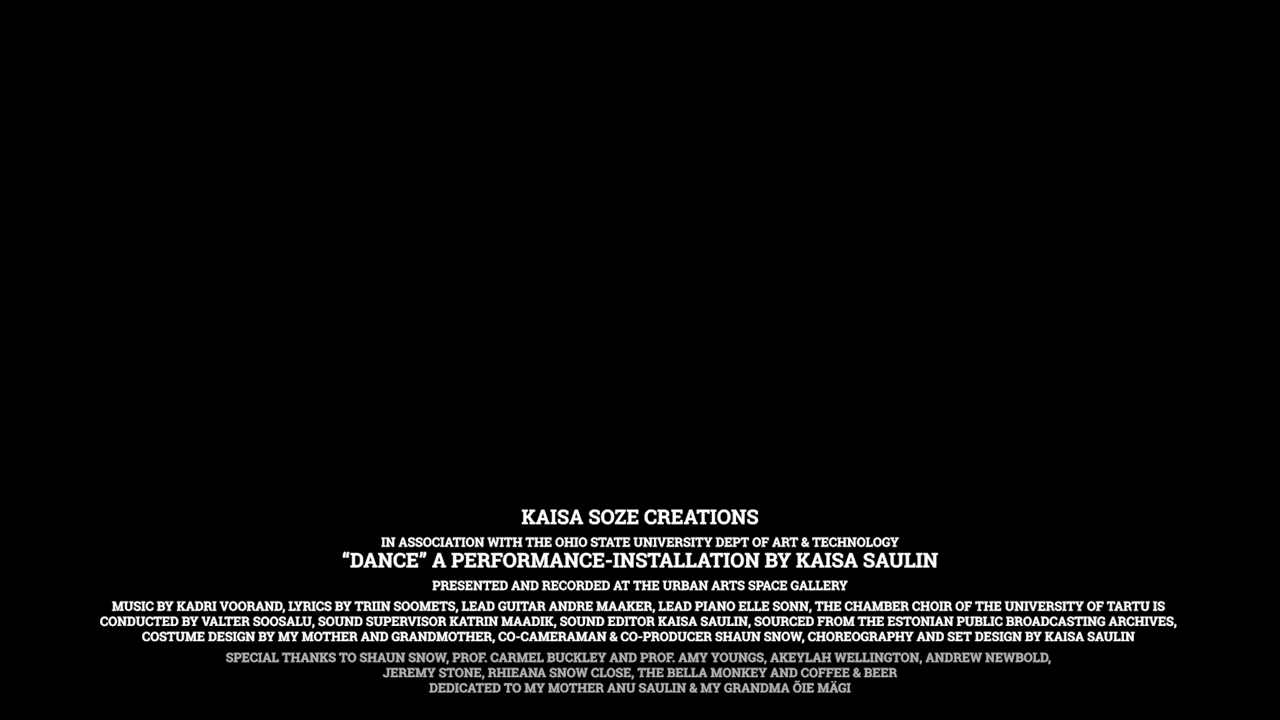 KAISA SOZE CREATIONS
IN ASSOCIATION WITH THE OHIO STATE UNIVERSITY DEPT OF ART & TECHNOLOGY
“DANCE” A PERFORMANCE-INSTALLATION BY KAISA SAULIN
PRESENTED AND RECORDED AT THE URBAN ARTS SPACE GALLERY
MUSIC BY KADRI VOORAND, LYRICS BY TRIIN SOOMETS, LEAD GUITAR ANDRE MAAKER, LEAD PIANO ELLE SONN, THE CHAMBER CHOIR OF THE UNIVERSITY OF TARTU IS
CONDUCTED BY VALTER SOOSALU, SOUND SUPERVISOR KATRIN MAADIK, SOUND EDITOR KAISA SAULIN, SOURCED FROM THE ESTONIAN PUBLIC BROADCASTING ARCHIVES,
COSTUME DESIGN BY MY MOTHER AND GRANDMOTHER, CO-CAMERAMAN & CO-PRODUCER SHAUN SNOW, CHOREOGRAPHY AND SET DESIGN BY KAISA SAULIN
SPECIAL THANKS TO SHAUN SNOW, PROF. CARMEL BUCKLEY AND PROF. AMY YOUNGS, AKEYLAH WELLINGTON, ANDREW NEWBOLD,
JEREMY STONE, RHIEANA SNOW CLOSE, THE BELLA MONKEY AND COFFEE & BEER
DEDICATED TO MY MOTHER ANU SAULIN & MY GRANDMA ÕIE MÄGI